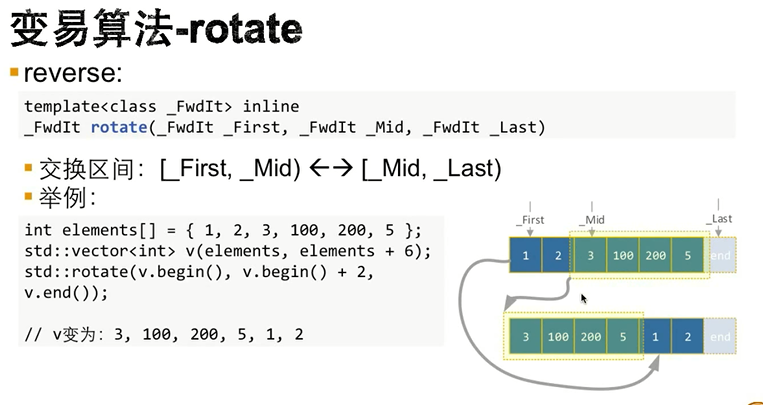 变易算法-rotate
reverse:
template<class _FwdIt> inline
_FwdIt rotate(_FwdIt _First, _FwdIt _Mid, _FwdIt _Last)
交换区间：[_First, _Mid) ←→ [_Mid, _Last)
举例：
int elements[] = { 1, 2, 3, 100, 200, 5 };
std::vector<int> v(elements, elements + 6);
std::rotate(v.begin(), v.begin() + 2,
v.end());
// v变为: 3, 100, 200, 5, 1, 2
_First _Mid _Last
1 2 3 100 200 5 end
3 100 200 5 1 2 end